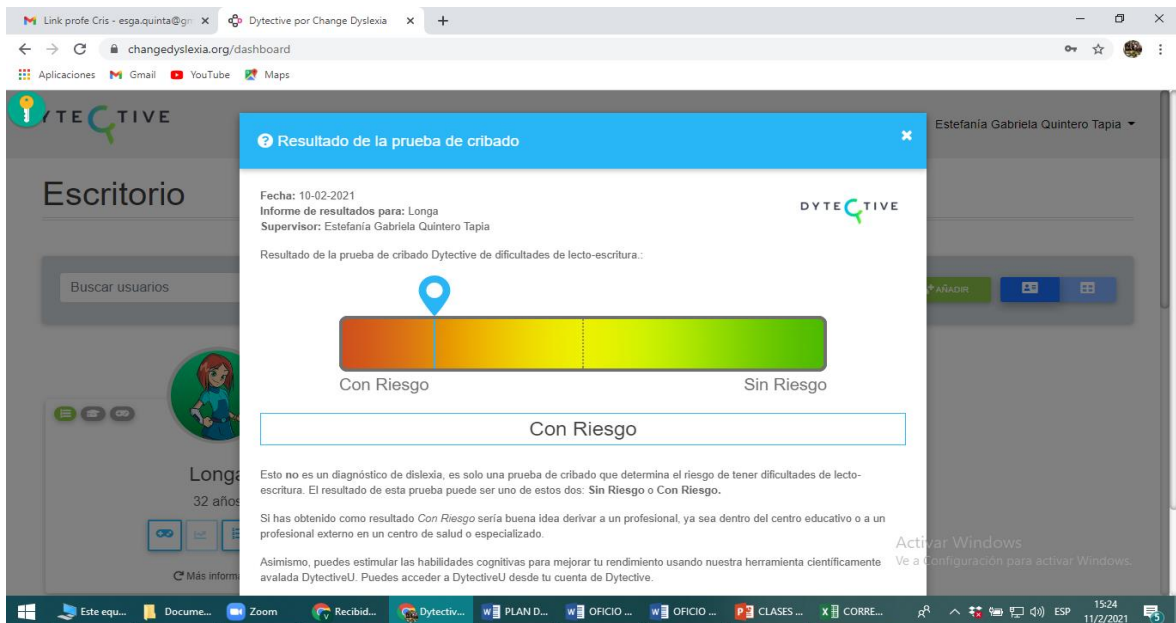 Link profe Cris - esga.quinta@gm
Dytective por Change Dyslexia
changedyslexia.org/dashboard
Aplicaciones
Gmail
YouTube
Maps
DYTECTIVE
Estefanía Gabriela Quintero Tapia
Resultado de la prueba de cribado
Escritorio
Fecha: 10-02-2021
Informe de resultados para: Longa
Supervisor: Estefanía Gabriela Quintero Tapia
DYTECTIVE
Resultado de la prueba de cribado Dytective de dificultades de lecto-escritura.:
Buscar usuarios
AÑADIR
Con Riesgo
Sin Riesgo
Con Riesgo
Longa
32 años
Esto no es un diagnóstico de dislexia, es solo una prueba de cribado que determina el riesgo de tener dificultades de lecto-
escritura. El resultado de esta prueba puede ser uno de estos dos: Sin Riesgo o Con Riesgo.
Si has obtenido como resultado Con Riesgo sería buena idea derivar a un profesional, ya sea dentro del centro educativo o a un
profesional externo en un centro de salud o especializado.
Asimismo, puedes estimular las habilidades cognitivas para mejorar tu rendimiento usando nuestra herramienta científicamente
avalada DytectiveU. Puedes acceder a DytectiveU desde tu cuenta de Dytective.
Más inform
Activar Windows
Ve a Configuración para activar Windows.
Este equ...
Docume...
Zoom
Recibid...
Dytectiv...
PLAN D...
OFICIO ...
OFICIO ...
CLASES ...
CORRE...
ESP
15:24
11/2/2021
5